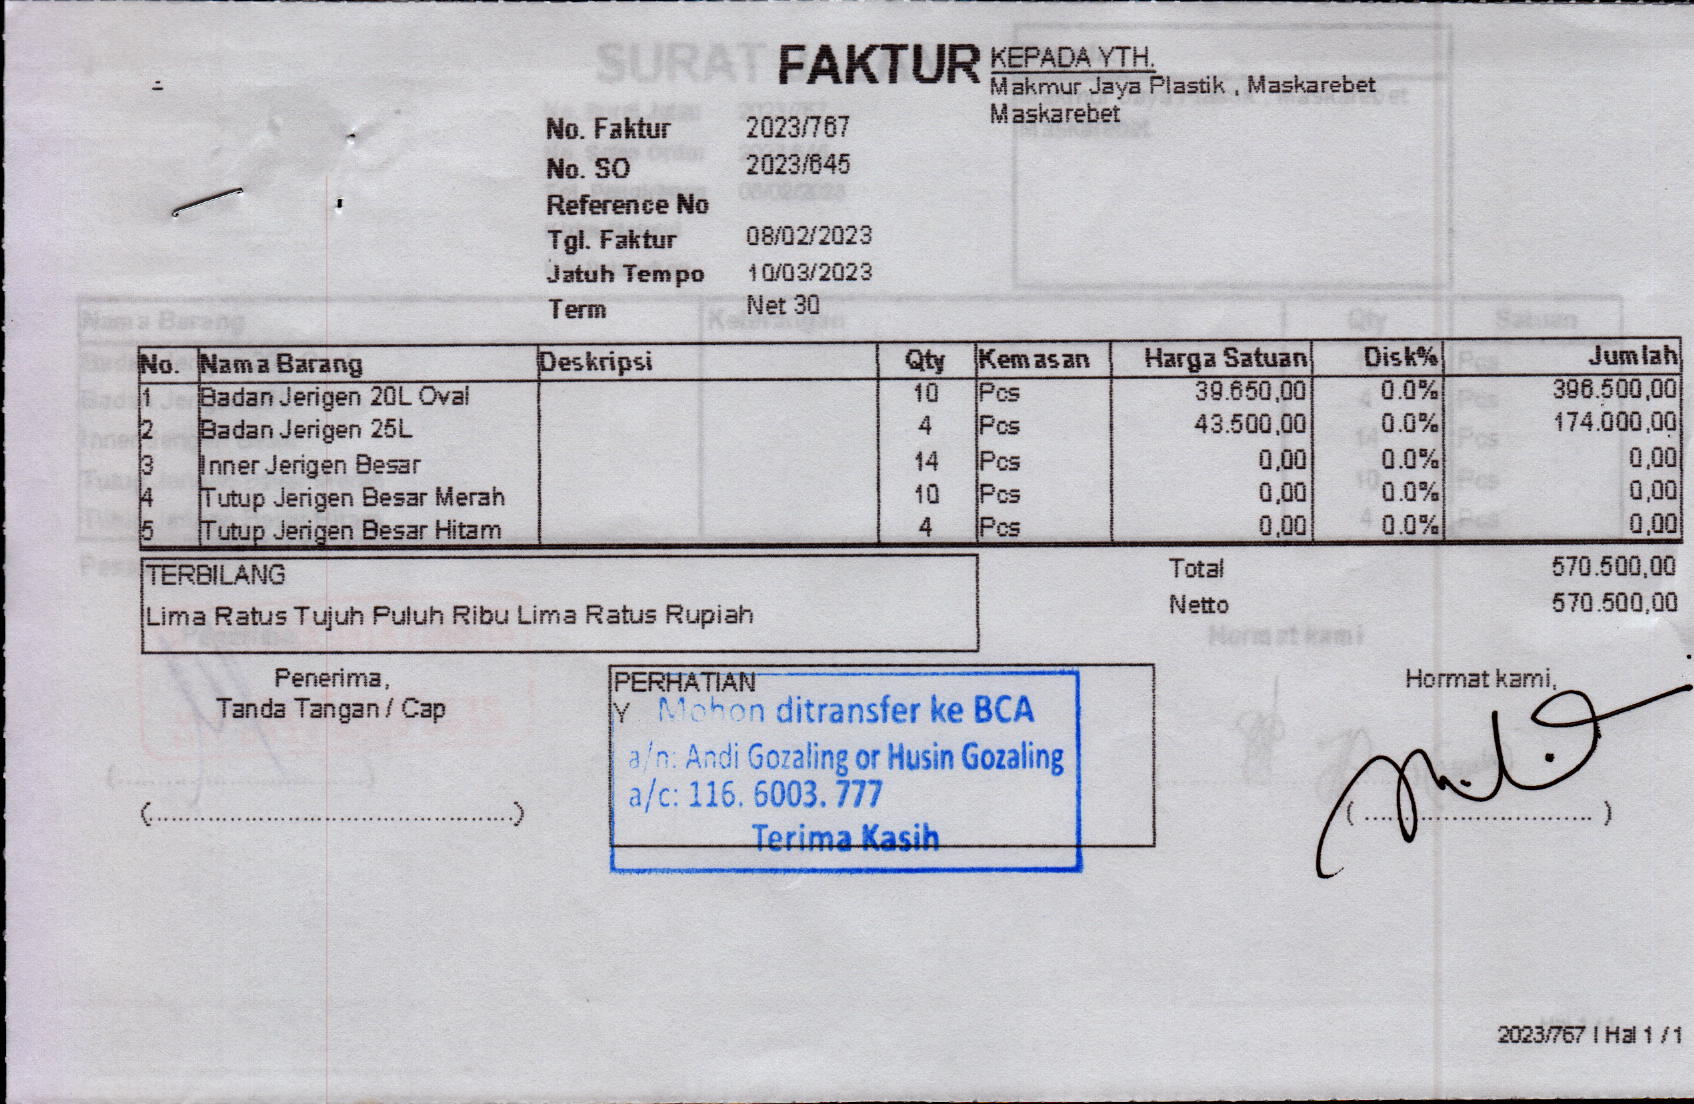 FAKTUR
KEPADA YTH.
Makmur Jaya Plastik , Maskarebet
Maskarebet
No. Faktur 2023/767
No. SO 2023/645
Reference No
Tgl. Faktur 08/02/2023
Jatuh Tempo 10/03/2023
Term Net 30
No. Nama Barang Deskripsi Qty Kemasan Harga Satuan Disk% Jumlah
1 Badan Jerigen 20L Oval 10 Pcs 39.650,00 0.0% 396.500,00
2 Badan Jerigen 25L 4 Pcs 43.500,00 0.0% 174.000,00
3 Inner Jerigen Besar 14 Pcs 0,00 0.0% 0,00
4 Tutup Jerigen Besar Merah 10 Pcs 0,00 0.0% 0,00
5 Tutup Jerigen Besar Hitam 4 Pcs 0,00 0.0% 0,00
TERBILANG
Lima Ratus Tujuh Puluh Ribu Lima Ratus Rupiah
Total 570.500,00
Netto 570.500,00
Penerima,
Tanda Tangan / Cap
(..........................................)
PERHATIAN
Y
Mohon ditransfer ke BCA
a/n: Andi Gozaling or Husin Gozaling
a/c: 116. 6003. 777
Terima Kasih
Hormat kami,
( ............................. )
2023/767 | Hal 1 / 1